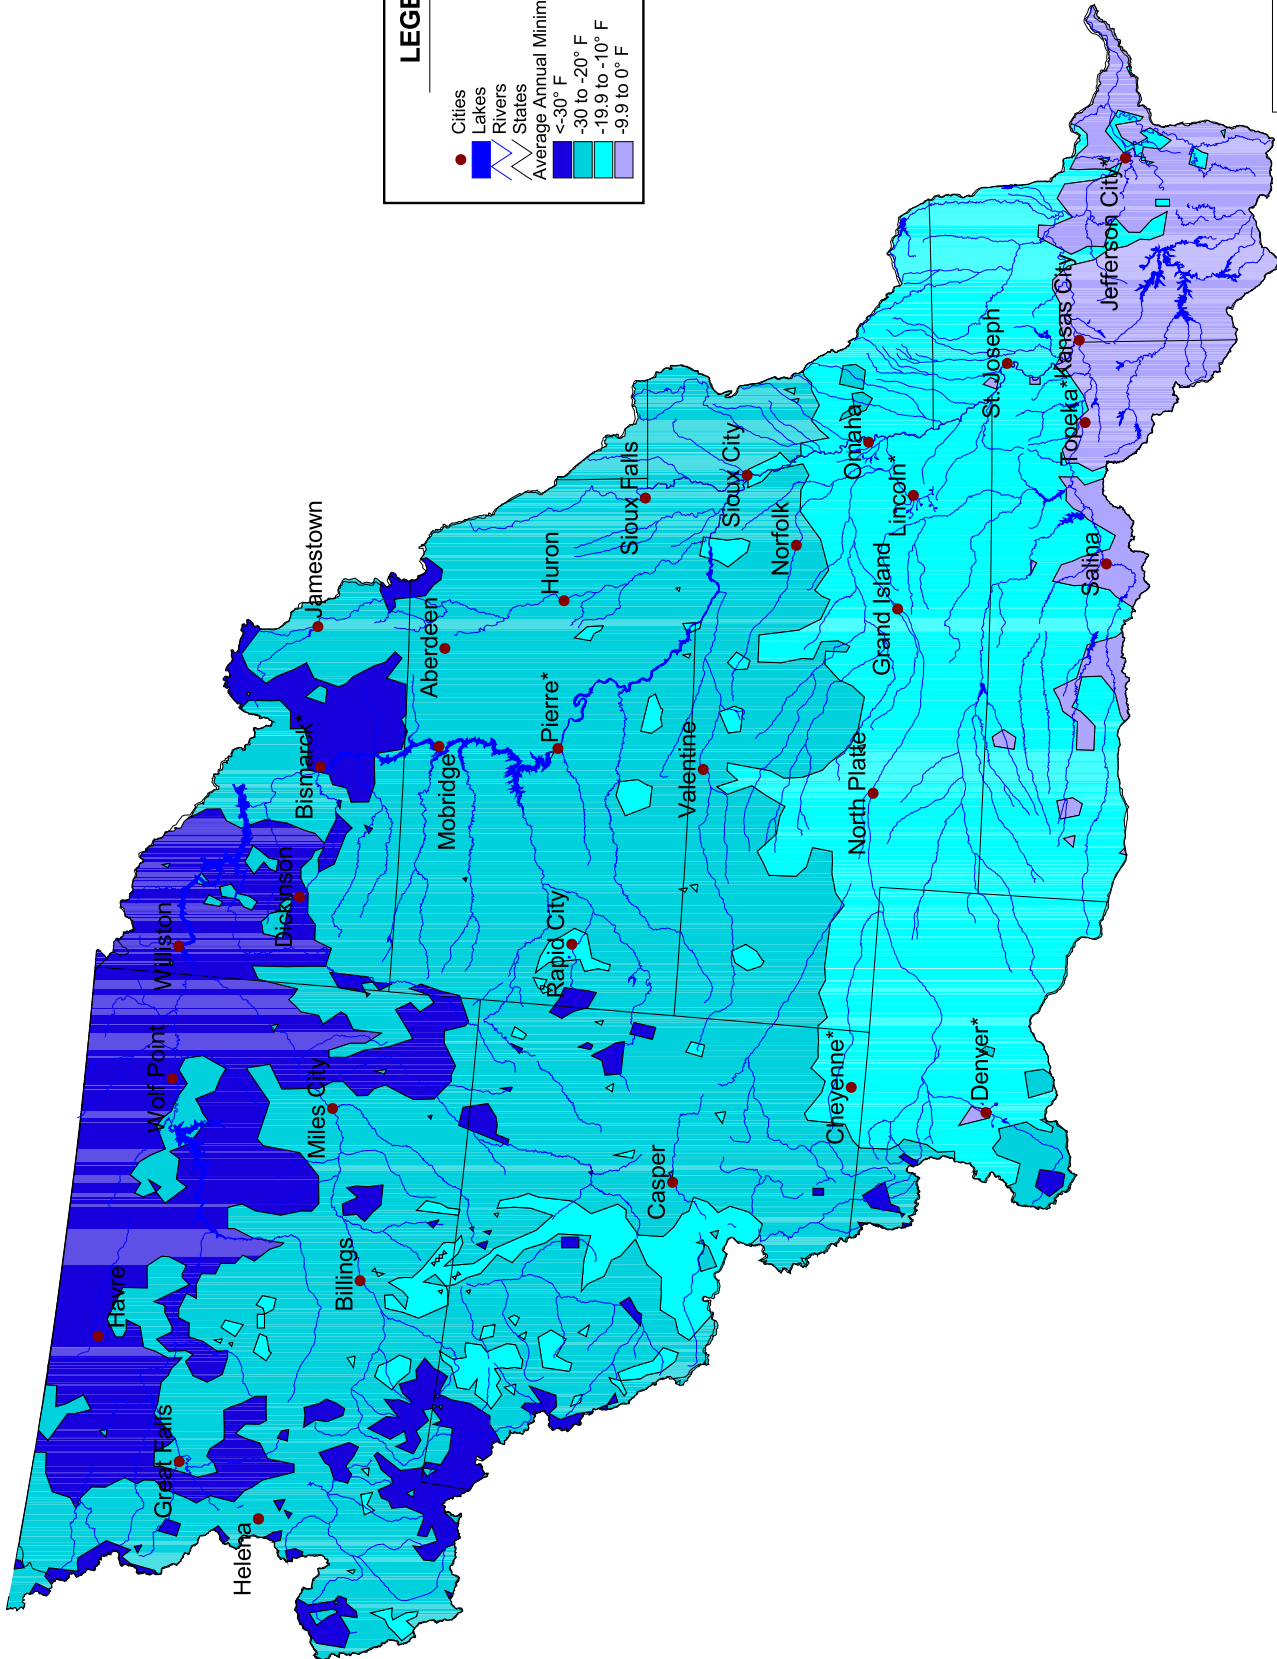 LEGE
Cities
Lakes
Rivers
States
Average Annual Minim
<-30° F
-30 to -20° F
-19.9 to -10° F
-9.9 to 0° F
Jamestown
Bismarck*
Dickinson
Williston
Wolf Point
Havre
Great Falls
Helena
Miles City
Billings
Aberdeen
Mobridge
Huron
Pierre*
Rapid City
Sioux Falls
Sioux City
Norfolk
Valentine
Casper
Omaha
Lincoln*
Grand Island
North Platte
Cheyenne*
Denver*
St. Joseph
Kansas City
Topeka*
Jefferson City*
Salina